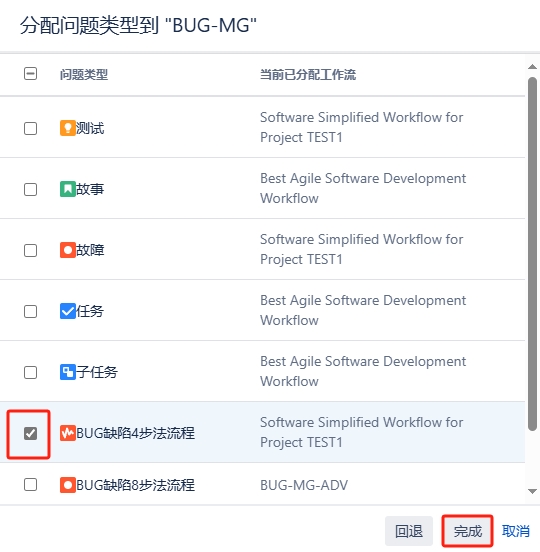 分配问题类型到 "BUG-MG"
问题类型 当前已分配工作流
测试 Software Simplified Workflow for
Project TEST1
故事 Best Agile Software Development
Workflow
故障 Software Simplified Workflow for
Project TEST1
任务 Best Agile Software Development
Workflow
子任务 Best Agile Software Development
Workflow
BUG缺陷4步法流程 Software Simplified Workflow for
Project TEST1
BUG缺陷8步法流程 BUG-MG-ADV
回退 完成 取消